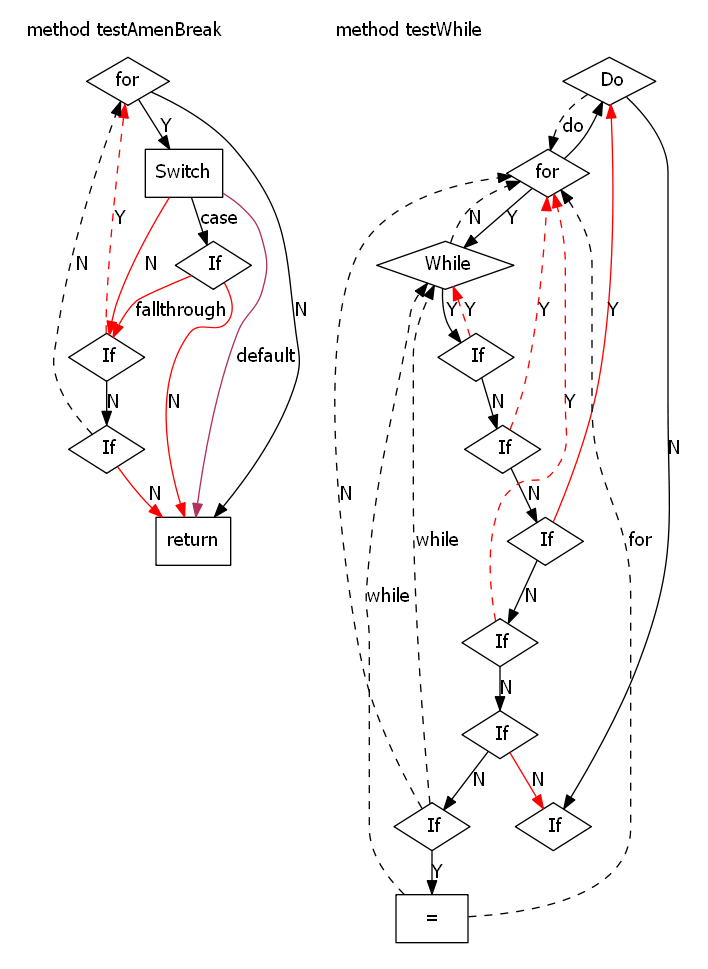 method testAmenBreak
for
Y
Switch
case
Y
N
If
N
fallthrough
N
If
default
N
N
If
N
return
method testWhile
Do
do
for
N
Y
While
Y
Y
If
Y
Y
N
Y
N
If
N
N
while
If
for
while
N
If
N
If
N
N
If
If
Y
=